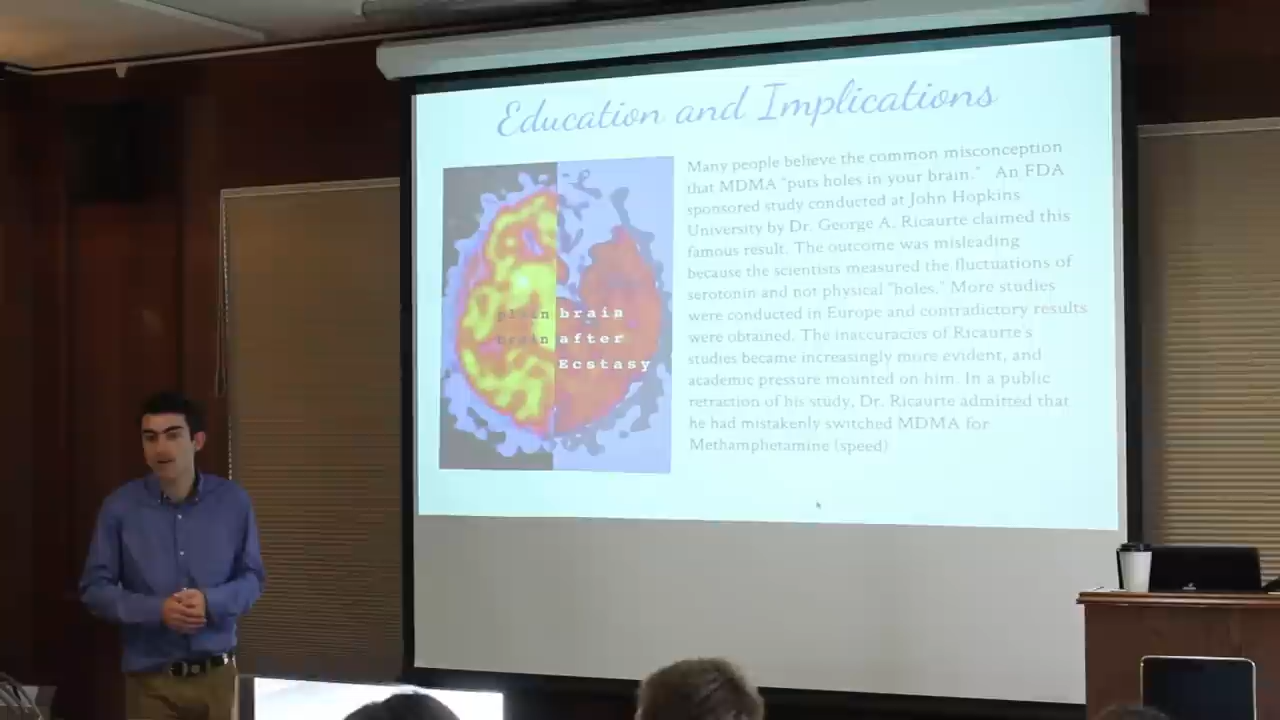 Education and Implications
Many people believe the common misconception
that MDMA "puts holes in your brain." An FDA
sponsored study conducted at John Hopkins
University by Dr. George A. Ricaurte claimed this
famous result. The outcome was misleading
because the scientists measured the fluctuations of
serotonin and not physical "holes." More studies
were conducted in Europe and contradictory results
were obtained. The inaccuracies of Ricaurte's
studies became increasingly more evident, and
academic pressure mounted on him. In a public
retraction of his study, Dr. Ricaurte admitted that
he had mistakenly switched MDMA for
Methamphetamine (speed)
plain brain
brain after
Ecstasy